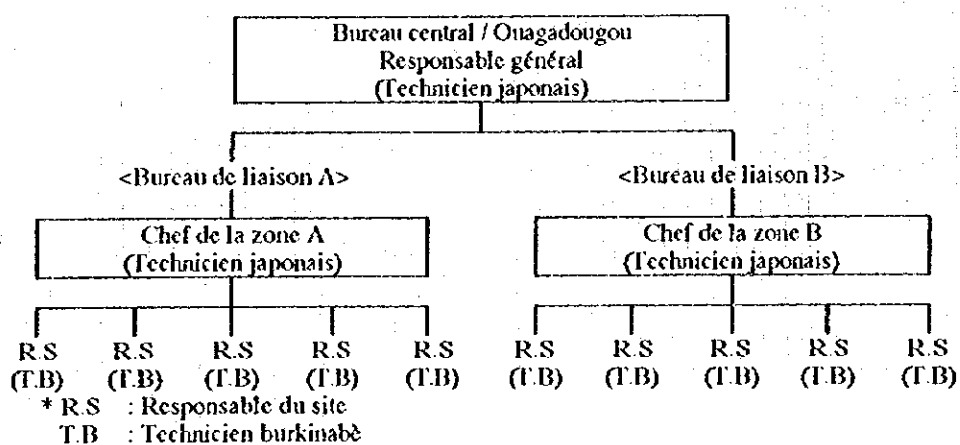 Bureau central / Ouagadougou
Responsable général
(Technicien japonais)
<Bureau de liaison A> <Bureau de liaison B>
Chef de la zone A Chef de la zone B
(Technicien japonais) (Technicien japonais)
R.S R.S R.S R.S R.S R.S R.S R.S R.S R.S
(T.B) (T.B) (T.B) (T.B) (T.B) (T.B) (T.B) (T.B) (T.B) (T.B)
* R.S : Responsable du site
T.B : Technicien burkinabè